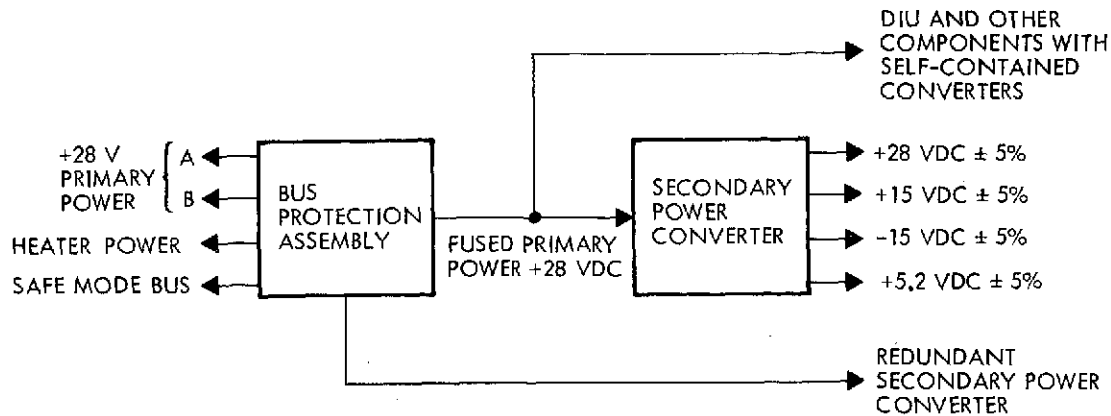 DIU AND OTHER
COMPONENTS WITH
SELF-CONTAINED
CONVERTERS
+28 V
PRIMARY
POWER
A
B
HEATER POWER
SAFE MODE BUS
BUS
PROTECTION
ASSEMBLY
FUSED PRIMARY
POWER +28 VDC
SECONDARY
POWER
CONVERTER
+28 VDC ± 5%
+15 VDC ± 5%
-15 VDC ± 5%
+5.2 VDC ± 5%
REDUNDANT
SECONDARY POWER
CONVERTER